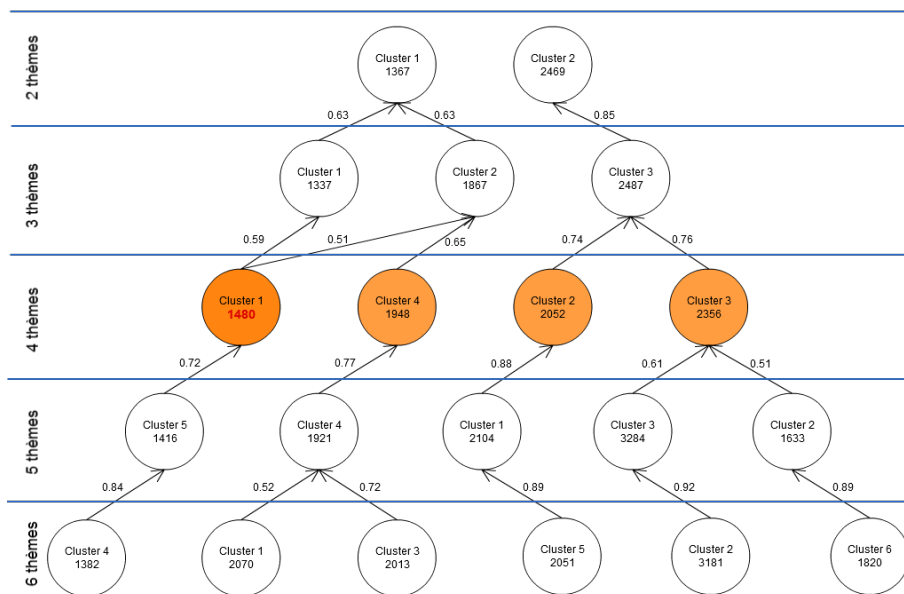 2 thèmes
Cluster 1
1367
Cluster 2
2469
0.63
0.63
0.85
3 thèmes
Cluster 1
1337
Cluster 2
1867
Cluster 3
2487
0.59
0.51
0.65
0.74
0.76
4 thèmes
Cluster 1
1480
Cluster 4
1948
Cluster 2
2052
Cluster 3
2356
0.72
0.77
0.88
0.61
0.51
5 thèmes
Cluster 5
1416
Cluster 4
1921
Cluster 1
2104
Cluster 3
3284
Cluster 2
1633
0.84
0.52
0.72
0.89
0.92
0.89
6 thèmes
Cluster 4
1382
Cluster 1
2070
Cluster 3
2013
Cluster 5
2051
Cluster 2
3181
Cluster 6
1820